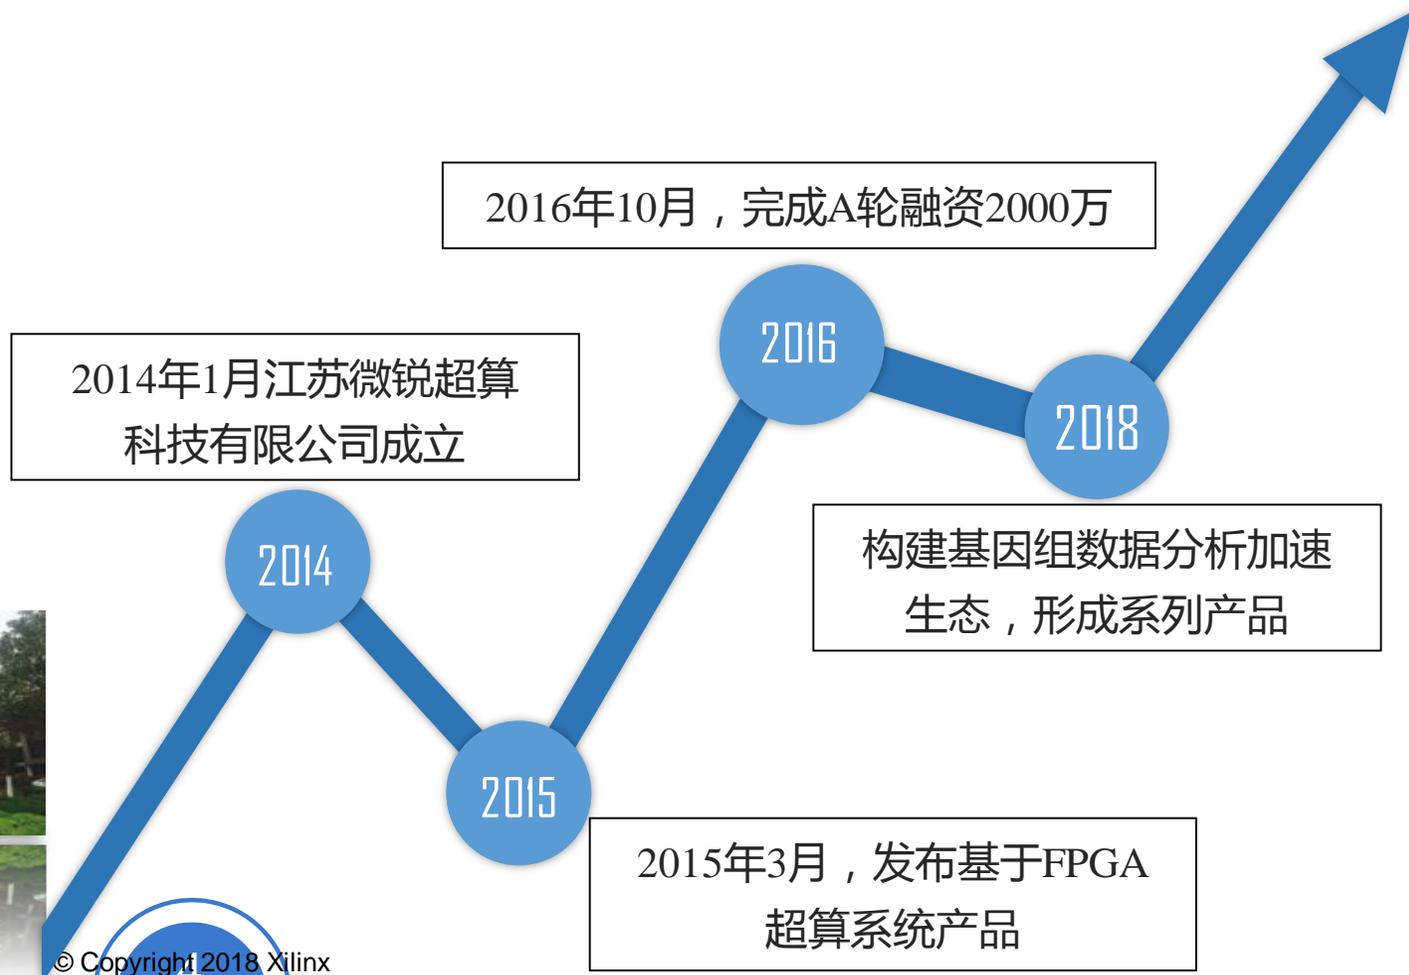 2016年10月，完成A轮融资2000万
2016
2014年1月江苏微锐超算
科技有限公司成立
2018
2014
构建基因组数据分析加速
生态，形成系列产品
2015
2015年3月，发布基于FPGA
超算系统产品
© Copyright 2018 Xilinx